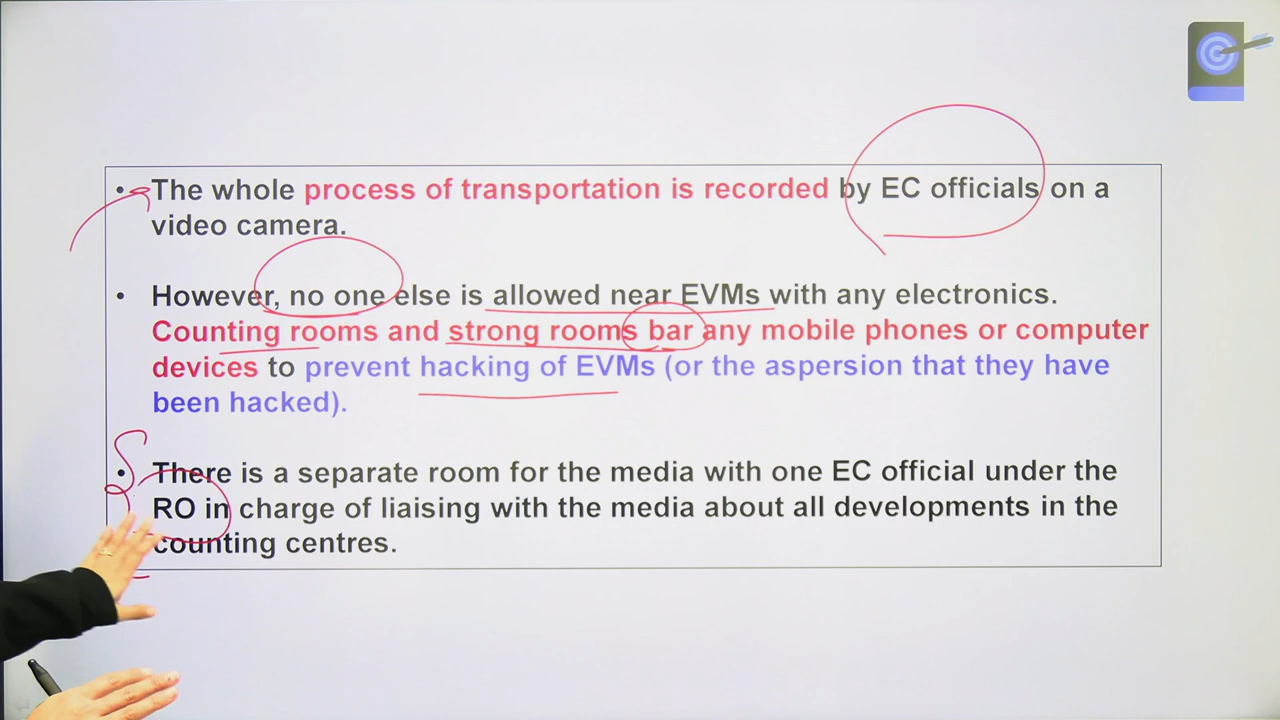 • The whole process of transportation is recorded by EC officials on a
video camera.
• However, no one else is allowed near EVMs with any electronics.
Counting rooms and strong rooms bar any mobile phones or computer
devices to prevent hacking of EVMs (or the aspersion that they have
been hacked).
• There is a separate room for the media with one EC official under the
RO in charge of liaising with the media about all developments in the
counting centres.